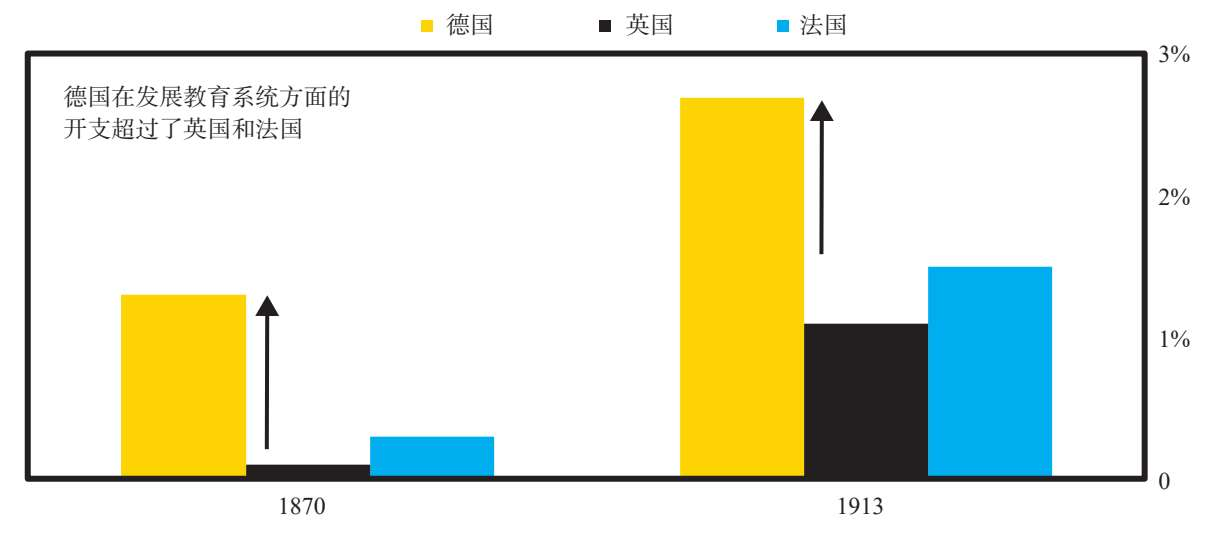 德国 英国 法国
德国在发展教育系统方面的
开支超过了英国和法国
3%
2%
1%
0
1870 1913